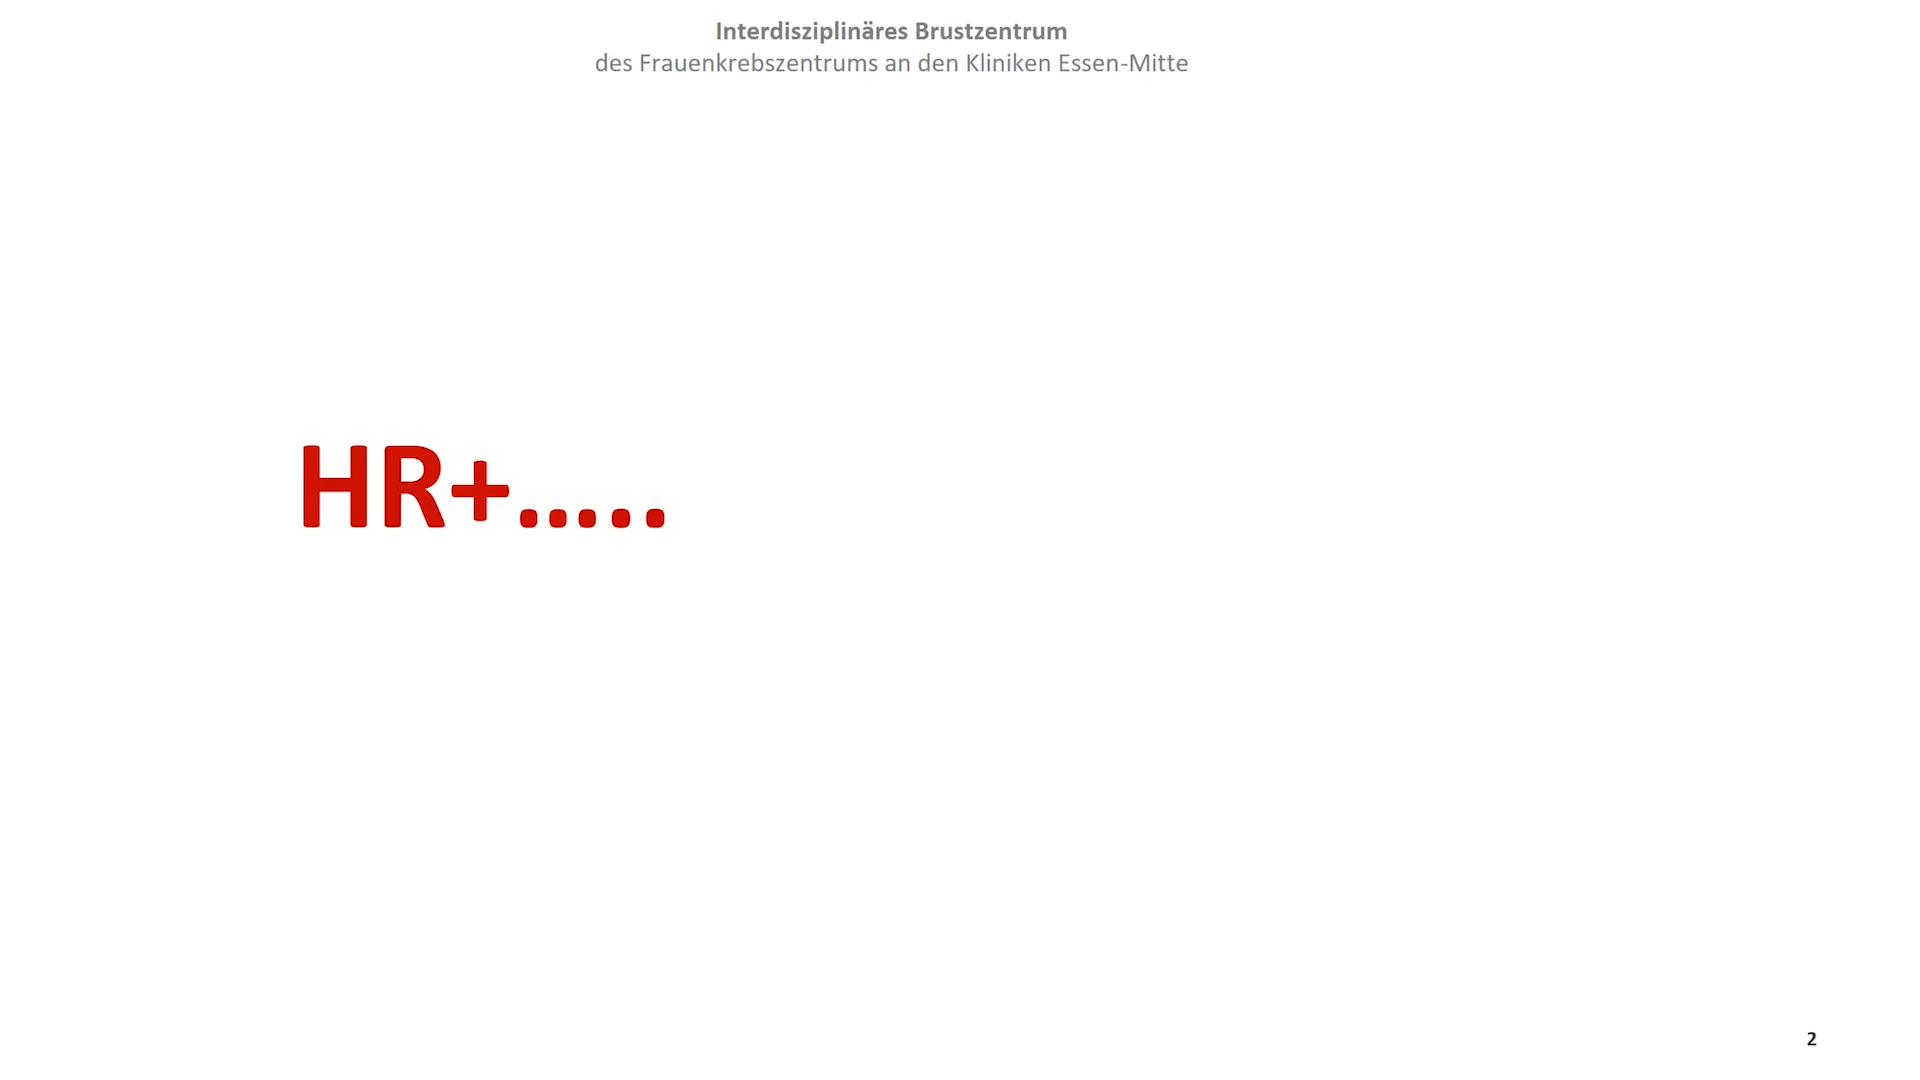 Interdisziplinäres Brustzentrum
des Frauenkrebszentrums an den Kliniken Essen-Mitte
HR+.....
2